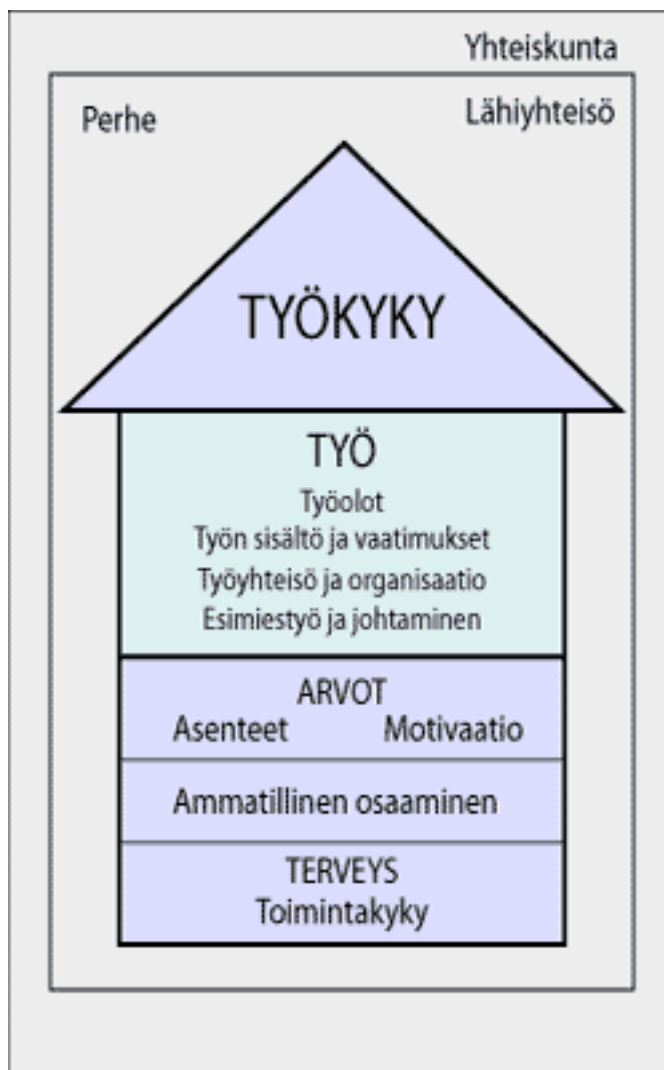 Yhteiskunta
Perhe Lähiyhteisö
TYÖKYKY
TYÖ
Työolot
Työn sisältö ja vaatimukset
Työyhteisö ja organisaatio
Esimiestyö ja johtaminen
ARVOT
Asenteet Motivaatio
Ammatillinen osaaminen
TERVEYS
Toimintakyky